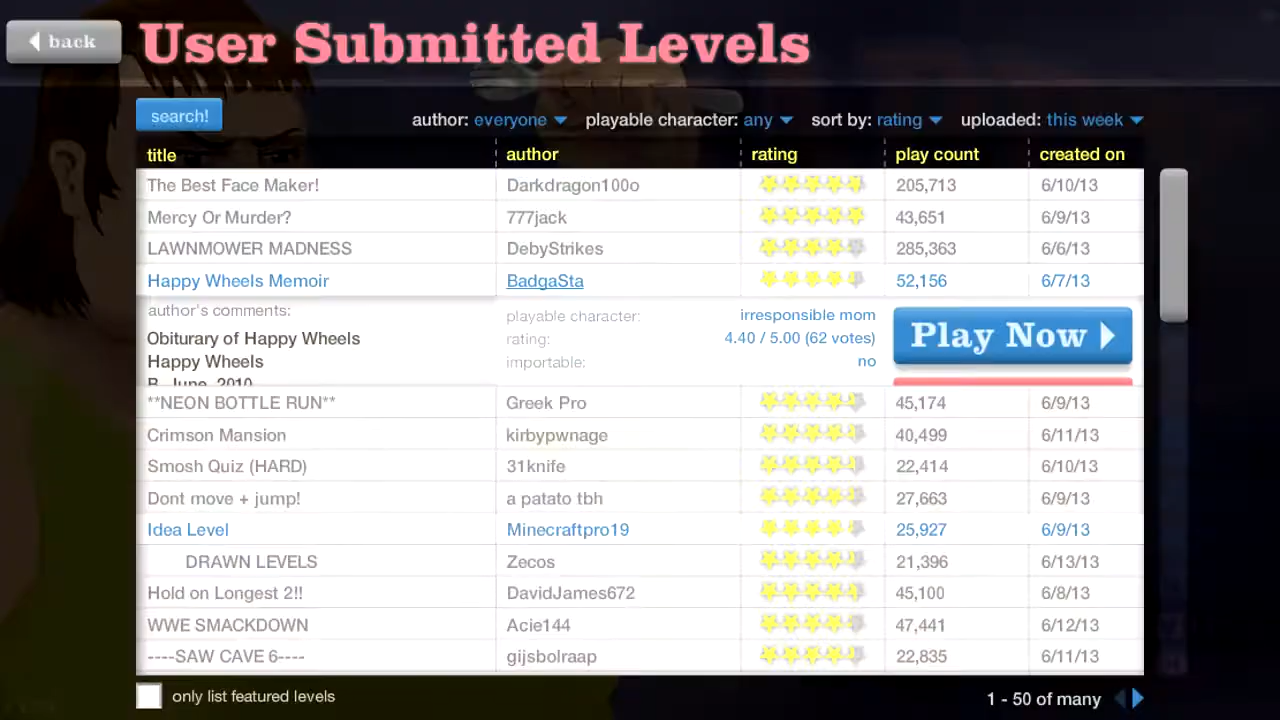 back
User Submitted Levels
search!
author: everyone playable character: any sort by: rating uploaded: this week
title author rating play count created on
The Best Face Maker! Darkdragon100o 205,713 6/10/13
Mercy Or Murder? 777jack 43,651 6/9/13
LAWNMOWER MADNESS DebyStrikes 285,363 6/6/13
Happy Wheels Memoir BadgaSta 52,156 6/7/13
author's comments:
Obiturary of Happy Wheels
Happy Wheels
B. June, 2010
playable character: irresponsible mom
rating: 4.40 / 5.00 (62 votes)
importable: no
Play Now
**NEON BOTTLE RUN** Greek Pro 45,174 6/9/13
Crimson Mansion kirbypwnage 40,499 6/11/13
Smosh Quiz (HARD) 31knife 22,414 6/10/13
Dont move + jump! a patato tbh 27,663 6/9/13
Idea Level Minecraftpro19 25,927 6/9/13
DRAWN LEVELS Zecos 21,396 6/13/13
Hold on Longest 2!! DavidJames672 45,100 6/8/13
WWE SMACKDOWN Acie144 47,441 6/12/13
----SAW CAVE 6---- gijsbolraap 22,835 6/11/13
only list featured levels
1 - 50 of many